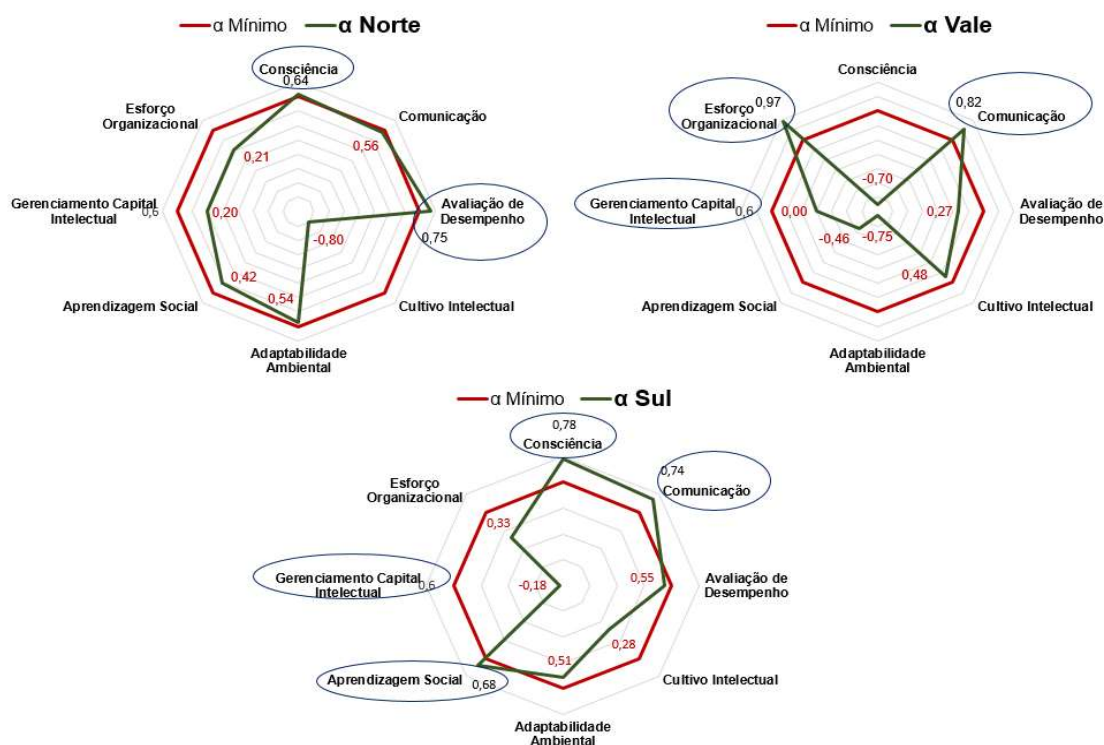 α Mínimo α Norte
Consciência
0,64
Esforço
Organizacional
Comunicação
0,56
0,21
Gerenciamento Capital
Intelectual
0,6
0,20
Avaliação de
Desempenho
0,75
-0,80
0,42
0,54
Aprendizagem Social
Cultivo Intelectual
Adaptabilidade
Ambiental
α Mínimo α Vale
Consciência
0,97
Esforço
Organizacional
0,82
Comunicação
-0,70
Gerenciamento Capital
Intelectual
0,6
0,00
0,27
Avaliação de
Desempenho
-0,46
-0,75
0,48
Aprendizagem Social
Cultivo Intelectual
Adaptabilidade
Ambiental
α Mínimo α Sul
0,78
Consciência
0,74
Comunicação
Esforço
Organizacional
0,33
Gerenciamento Capital
Intelectual
0,6
-0,18
0,55
Avaliação de
Desempenho
0,28
0,51
Aprendizagem Social
0,68
Cultivo Intelectual
Adaptabilidade
Ambiental